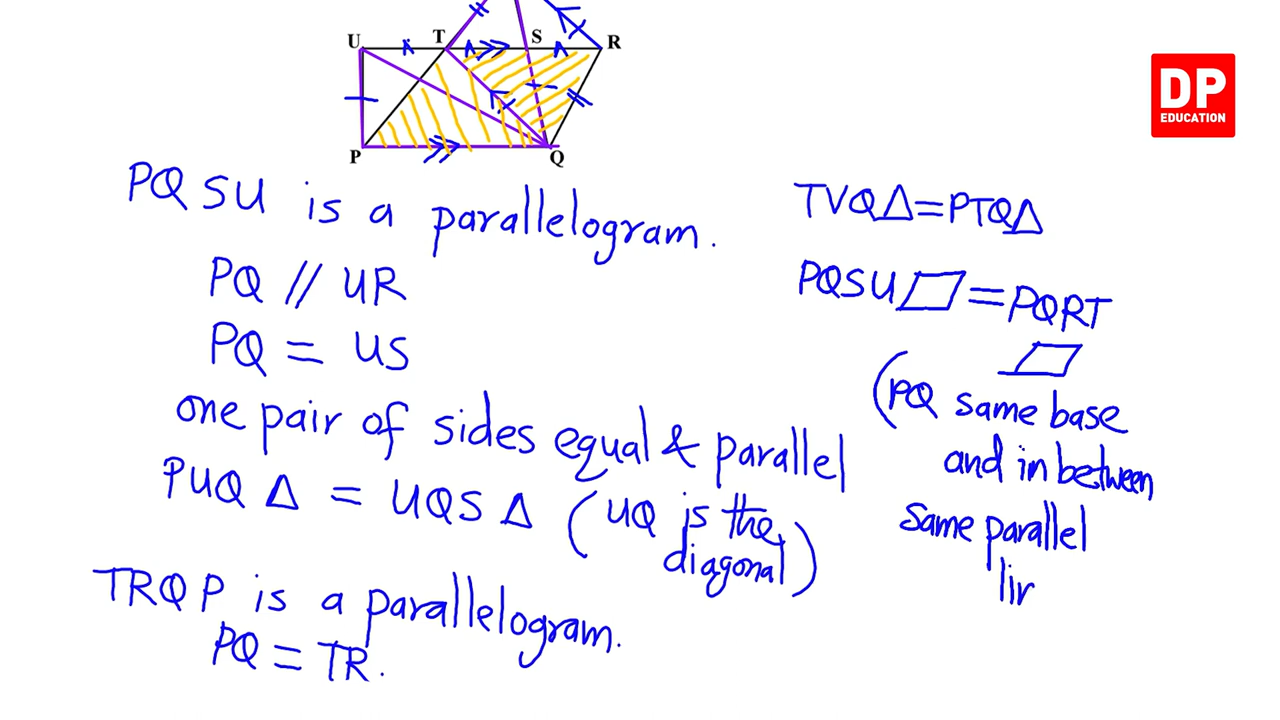 U T S R
P Q
DP
EDUCATION
PQSU is a parallelogram.
PQ // UR
PQ = US
one pair of sides equal & parallel
PUQ Δ = UQS Δ (UQ is the
diagonal)
TRQP is a parallelogram.
PQ = TR.
TVQΔ = PTQΔ
PQSU▱ = PQRT
▱
(PQ same base
and in between
same parallel
lin